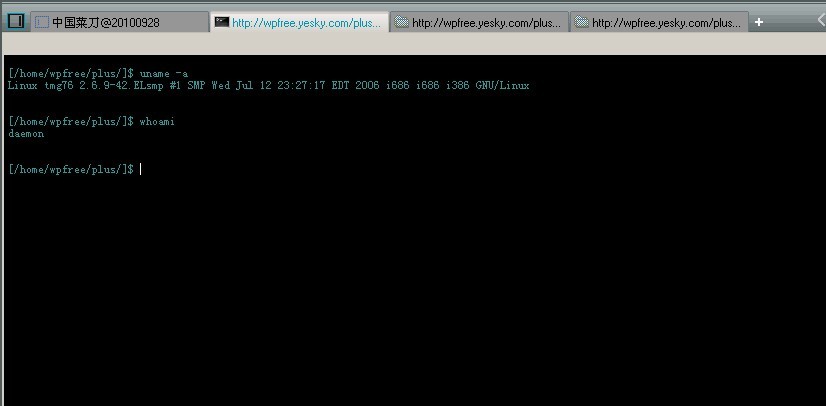 中国菜刀@20100928 http://wpfree.yesky.com/plus... http://wpfree.yesky.com/plus... http://wpfree.yesky.com/plus...
[/home/wpfree/plus/]$ uname -a
Linux tmg76 2.6.9-42.ELsmp #1 SMP Wed Jul 12 23:27:17 EDT 2006 i686 i686 i386 GNU/Linux
[/home/wpfree/plus/]$ whoami
daemon
[/home/wpfree/plus/]$